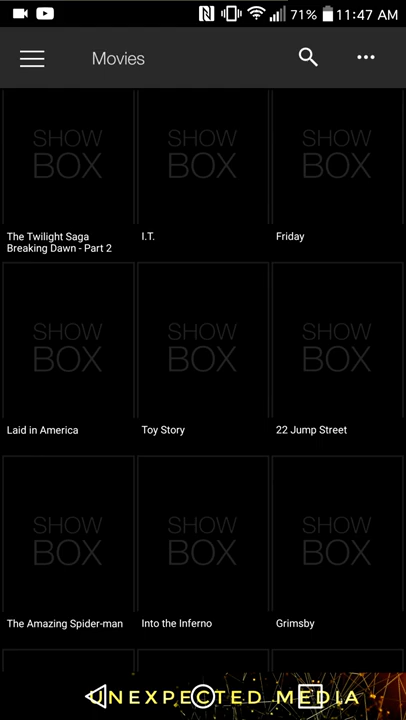 71% 11:47 AM
Movies
SHOW BOX
SHOW BOX
SHOW BOX
The Twilight Saga
Breaking Dawn - Part 2
I.T.
Friday
SHOW BOX
SHOW BOX
SHOW BOX
Laid in America
Toy Story
22 Jump Street
SHOW BOX
SHOW BOX
SHOW BOX
The Amazing Spider-man
Into the Inferno
Grimsby
UNEXPECTED MEDIA